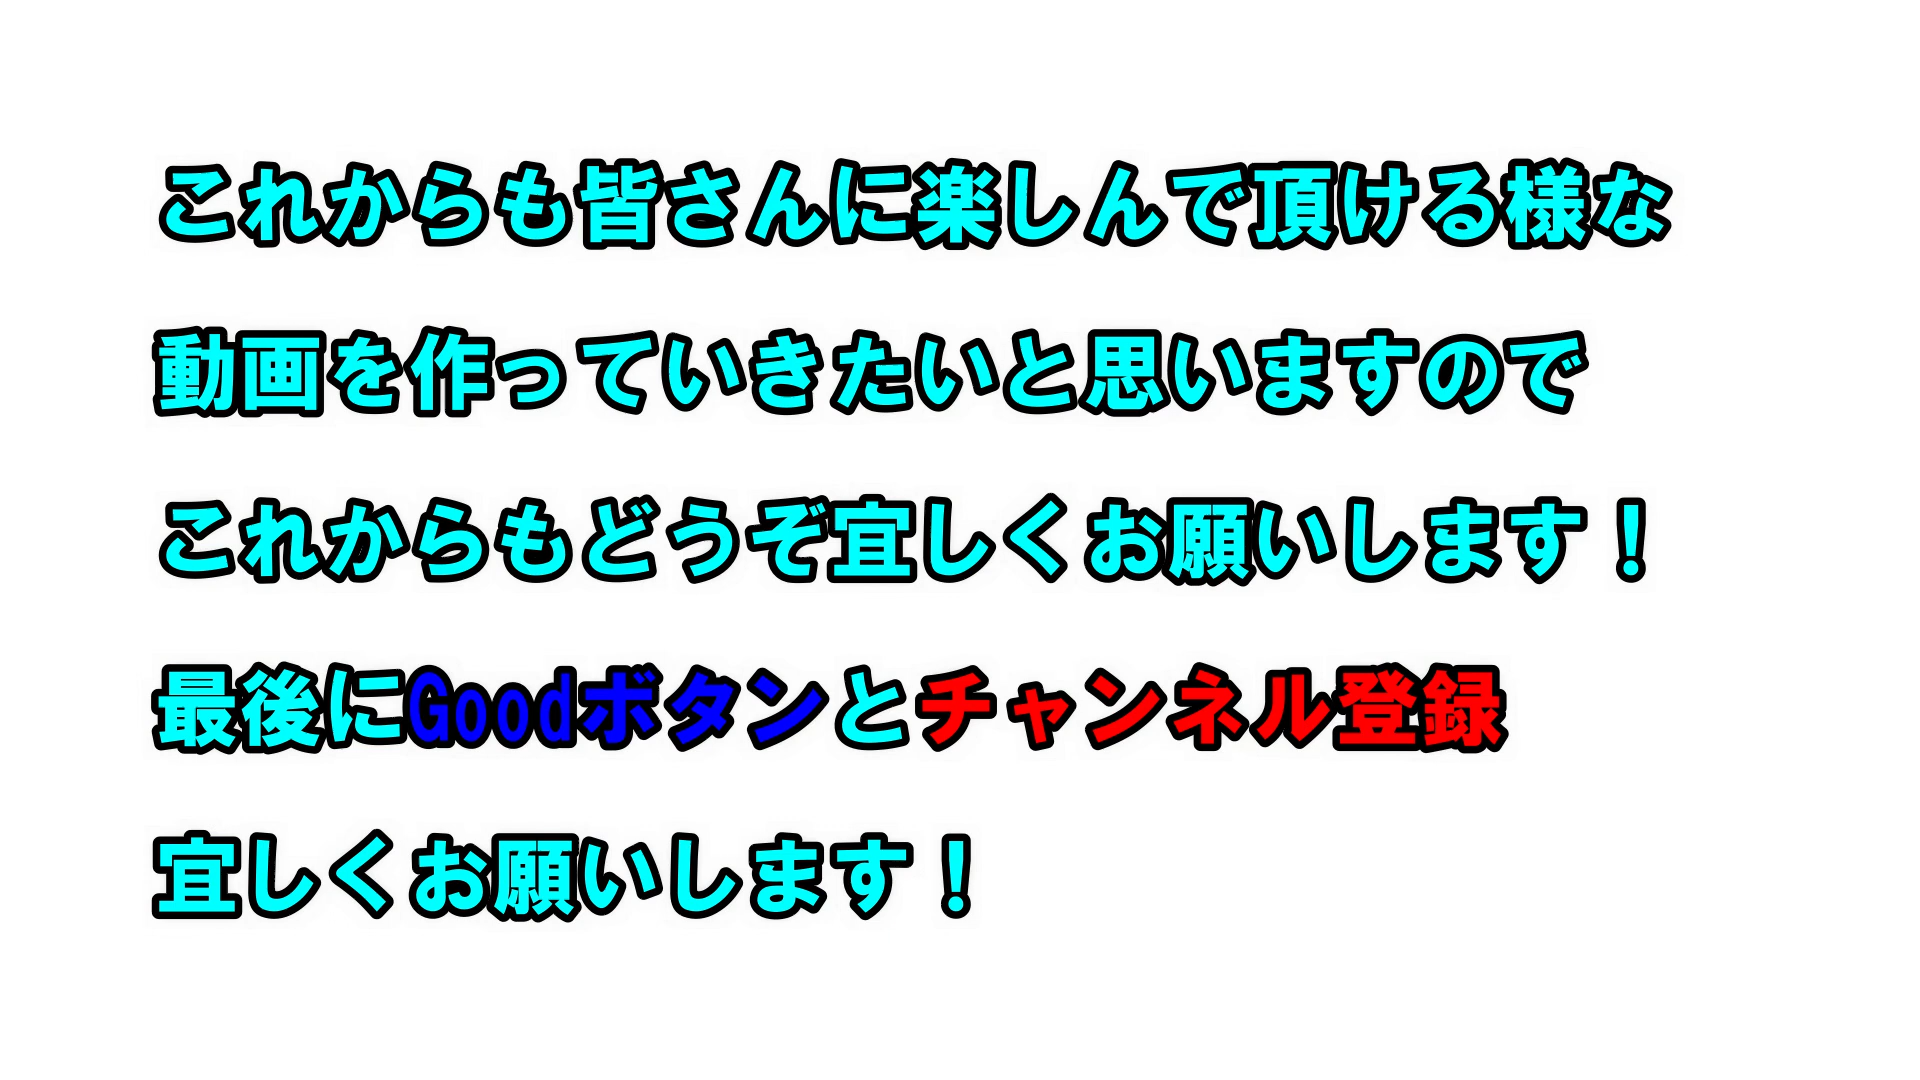 これからも皆さんに楽しんで頂ける様な
動画を作っていきたいと思いますので
これからもどうぞ宜しくお願いします！
最後にGoodボタンとチャンネル登録
宜しくお願いします！